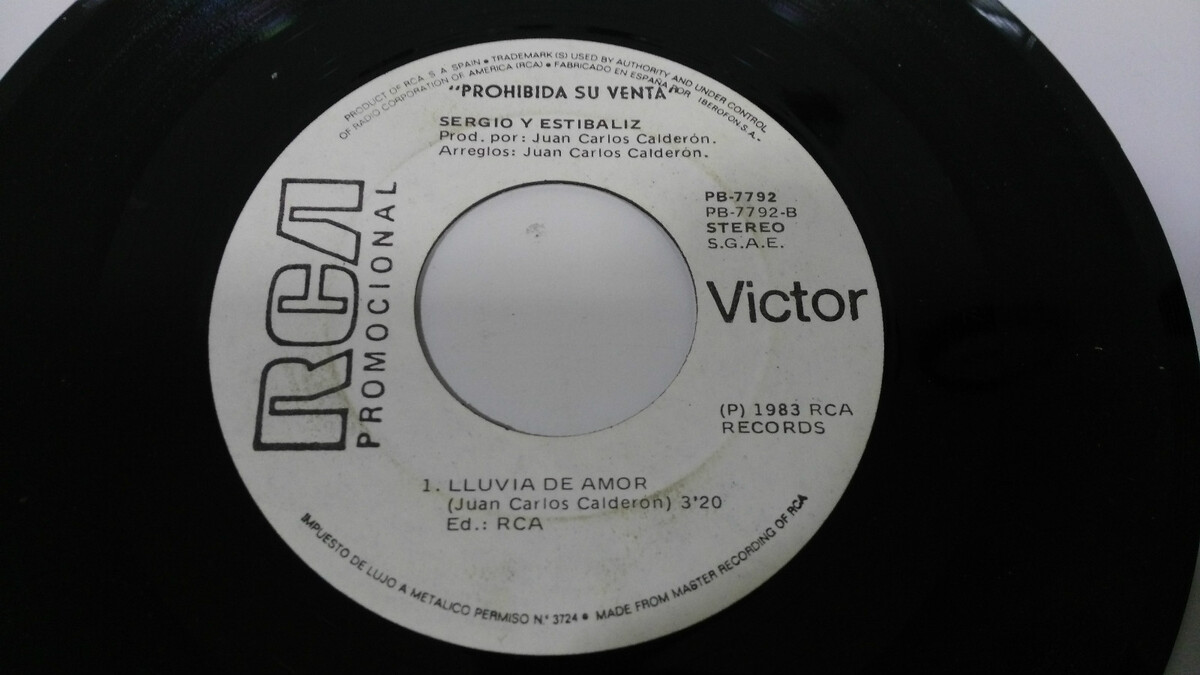 PRODUCT OF RCA S. A. SPAIN • TRADEMARK (S) USED BY AUTHORITY AND UNDER CONTROL
OF RADIO CORPORATION OF AMERICA (RCA) • FABRICADO EN ESPAÑA POR IBEROFON, S.A.-
"PROHIBIDA SU VENTA"
SERGIO Y ESTIBALIZ
Prod. por: Juan Carlos Calderón.
Arreglos: Juan Carlos Calderón.
RCA
PROMOCIONAL
PB-7792
PB-7792-B
STEREO
S.G.A.E.
Victor
(P) 1983 RCA
RECORDS
1. LLUVIA DE AMOR
(Juan Carlos Calderón) 3'20
Ed.: RCA
IMPUESTO DE LUJO A METALICO PERMISO N.° 3724 • MADE FROM MASTER RECORDING OF RCA